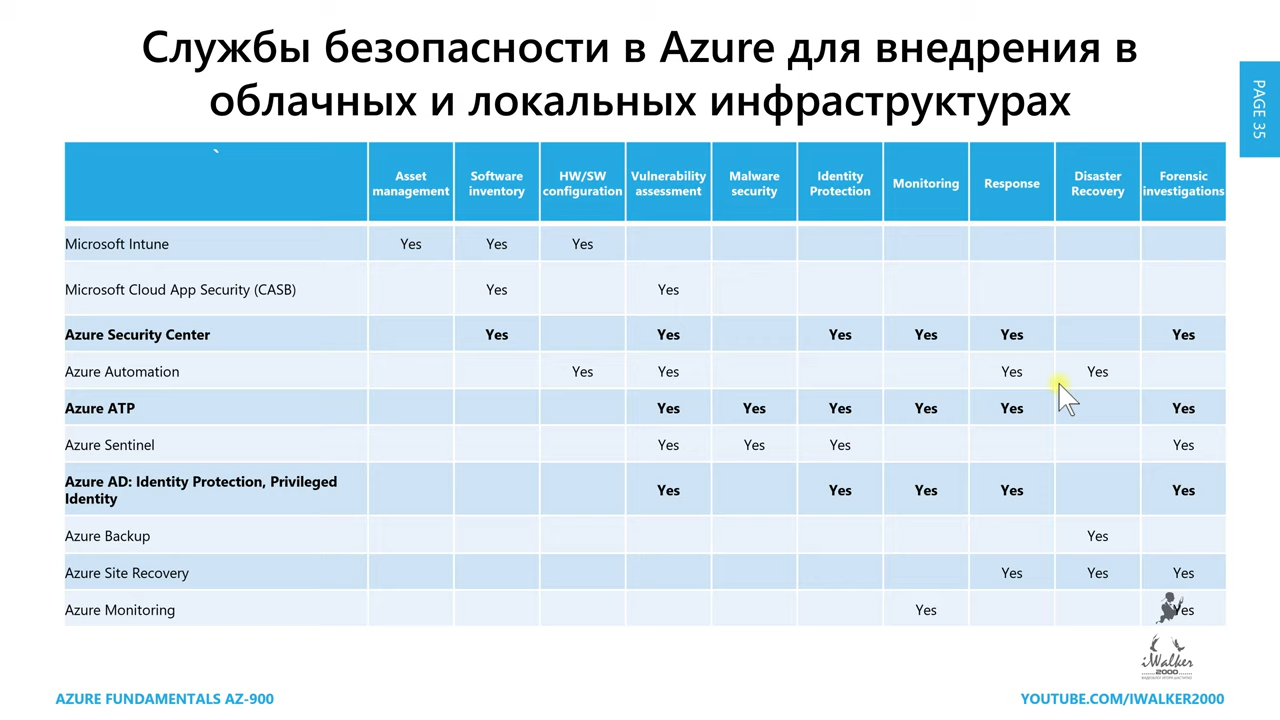 Службы безопасности в Azure для внедрения в
облачных и локальных инфраструктурах
PAGE 35
` Asset management Software inventory HW/SW configuration Vulnerability assessment Malware security Identity Protection Monitoring Response Disaster Recovery Forensic investigations
Microsoft Intune Yes Yes Yes
Microsoft Cloud App Security (CASB) Yes Yes
Azure Security Center Yes Yes Yes Yes Yes Yes
Azure Automation Yes Yes Yes Yes
Azure ATP Yes Yes Yes Yes Yes Yes
Azure Sentinel Yes Yes Yes Yes
Azure AD: Identity Protection, Privileged
Identity Yes Yes Yes Yes Yes
Azure Backup Yes
Azure Site Recovery Yes Yes Yes
Azure Monitoring Yes Yes
iWalker
2000
AZURE FUNDAMENTALS AZ-900
YOUTUBE.COM/IWALKER2000